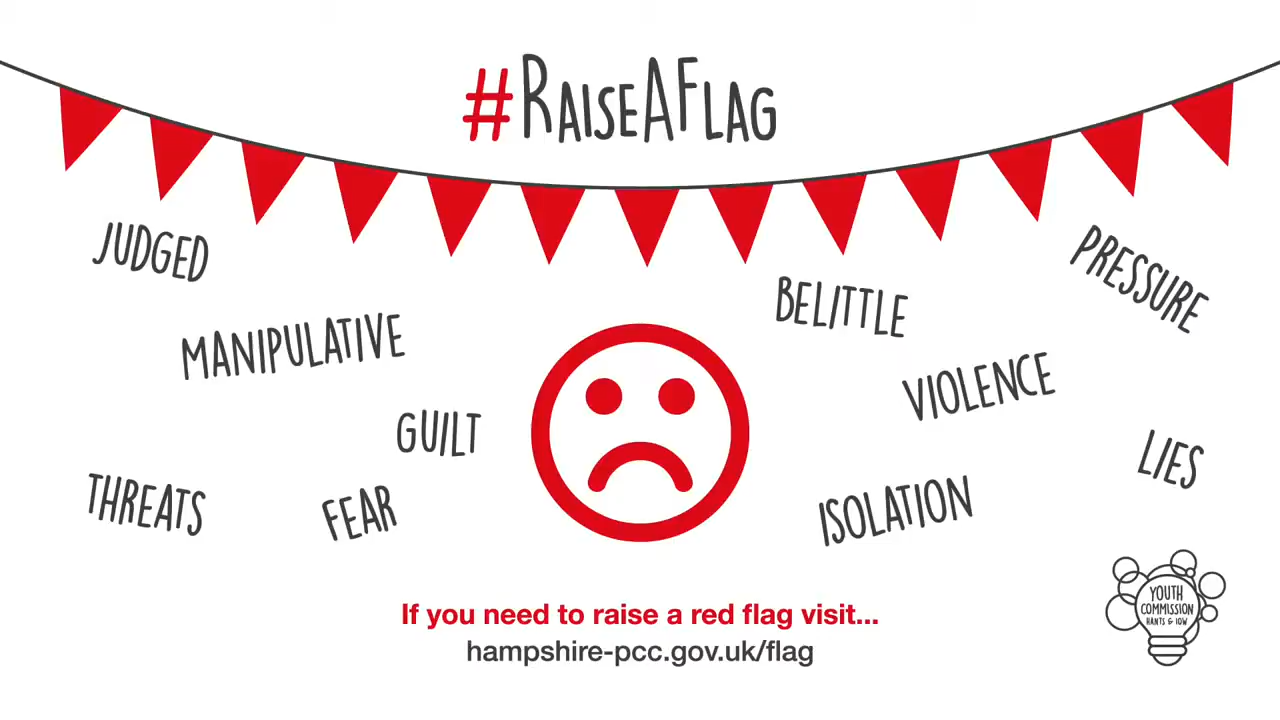 #RaiseAFlag
JUDGED
PRESSURE
BELITTLE
MANIPULATIVE
VIOLENCE
GUILT
LIES
THREATS
FEAR
ISOLATION
If you need to raise a red flag visit...
hampshire-pcc.gov.uk/flag
YOUTH
COMMISSION
HANTS & IOW